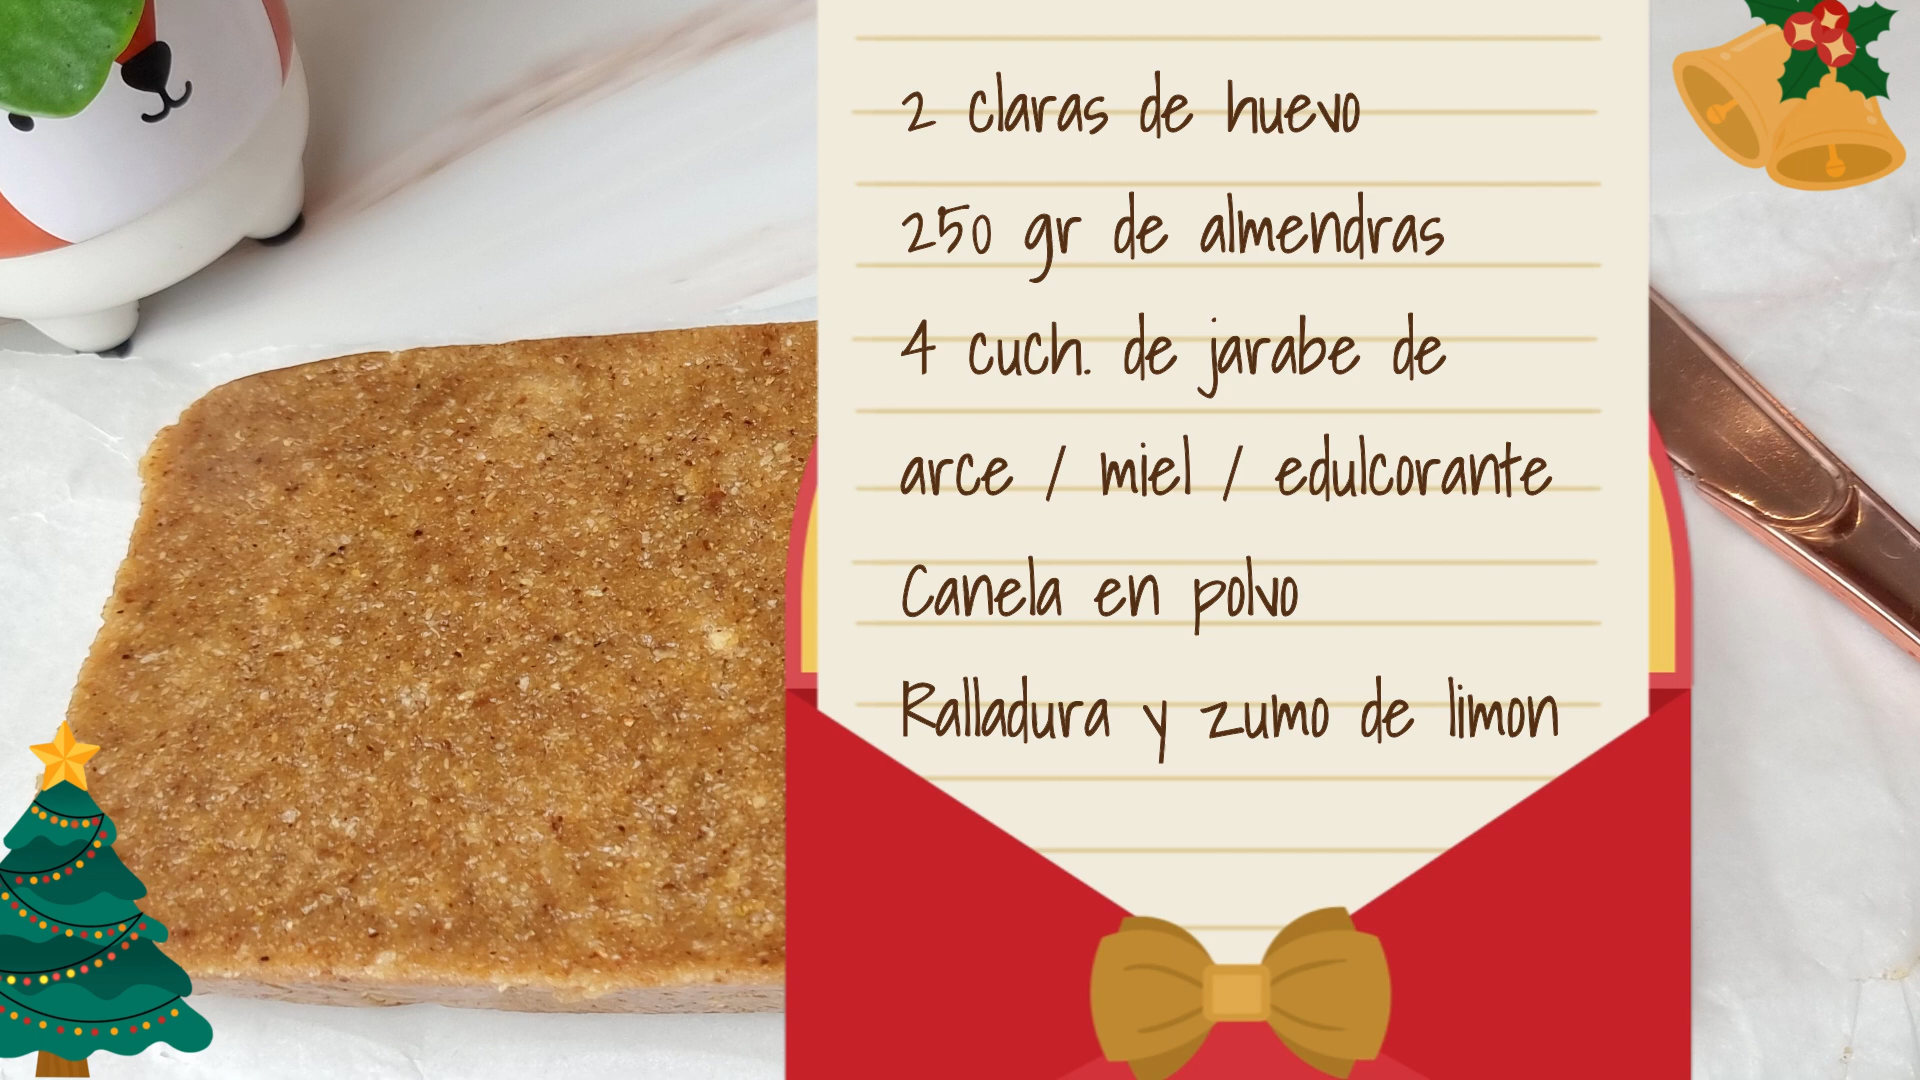 2 claras de huevo
250 gr de almendras
4 cuch. de jarabe de
arce / miel / edulcorante
Canela en polvo
Ralladura y zumo de limon